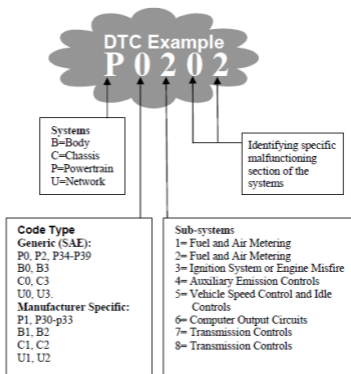 DTC Example
P 0 2 0 2
Systems
B=Body
C=Chassis
P=Powertrain
U=Network
Identifying specific
malfunctioning
section of the
systems
Code Type
Generic (SAE):
P0, P2, P34-P39
B0, B3
C0, C3
U0, U3.
Manufacturer Specific:
P1, P30-p33
B1, B2
C1, C2
U1, U2
Sub-systems
1= Fuel and Air Metering
2= Fuel and Air Metering
3= Ignition System or Engine Misfire
4= Auxiliary Emission Controls
5= Vehicle Speed Control and Idle
Controls
6= Computer Output Circuits
7= Transmission Controls
8= Transmission Controls